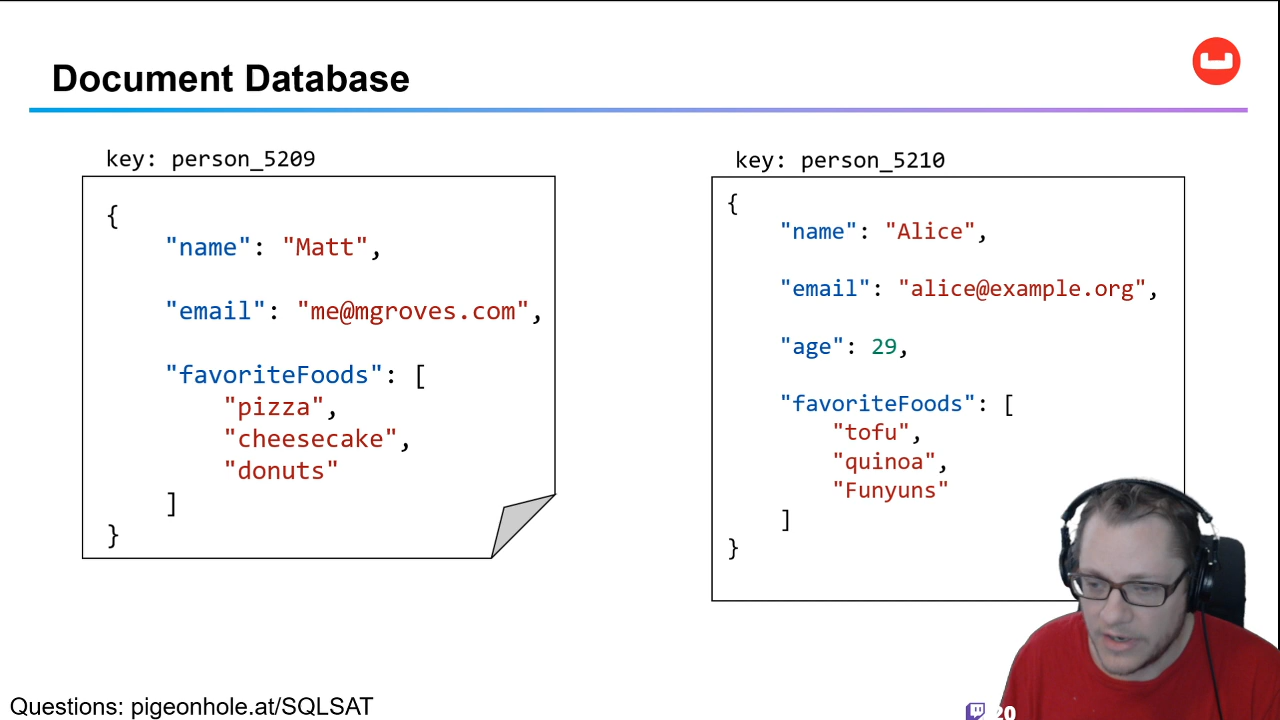 Document Database
key: person_5209
{
"name": "Matt",
"email": "me@mgroves.com",
"favoriteFoods": [
"pizza",
"cheesecake",
"donuts"
]
}
key: person_5210
{
"name": "Alice",
"email": "alice@example.org",
"age": 29,
"favoriteFoods": [
"tofu",
"quinoa",
"Funyuns"
]
}
Questions: pigeonhole.at/SQLSAT
20